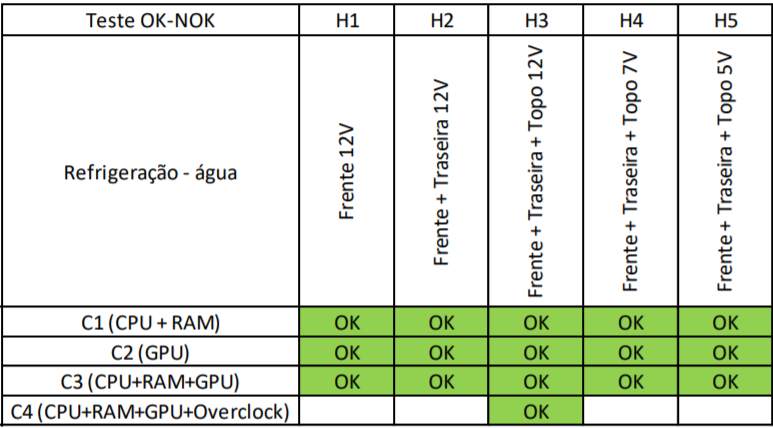 Teste OK-NOK H1 H2 H3 H4 H5
Refrigeração - água
Frente 12V
Frente + Traseira 12V
Frente + Traseira + Topo 12V
Frente + Traseira + Topo 7V
Frente + Traseira + Topo 5V
C1 (CPU + RAM) OK OK OK OK OK
C2 (GPU) OK OK OK OK OK
C3 (CPU+RAM+GPU) OK OK OK OK OK
C4 (CPU+RAM+GPU+Overclock) OK